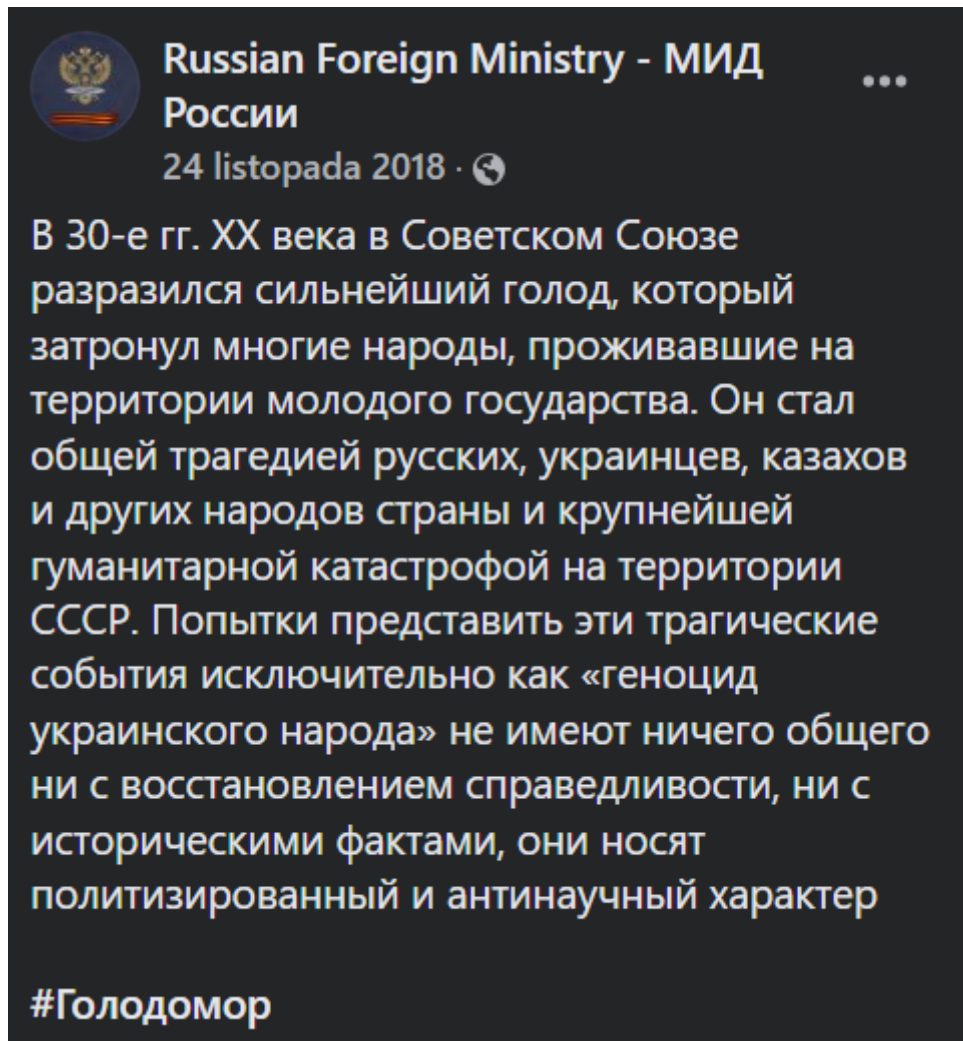 Russian Foreign Ministry - МИД
России
24 listopada 2018 ·
В 30-е гг. XX века в Советском Союзе
разразился сильнейший голод, который
затронул многие народы, проживавшие на
территории молодого государства. Он стал
общей трагедией русских, украинцев, казахов
и других народов страны и крупнейшей
гуманитарной катастрофой на территории
СССР. Попытки представить эти трагические
события исключительно как «геноцид
украинского народа» не имеют ничего общего
ни с восстановлением справедливости, ни с
историческими фактами, они носят
политизированный и антинаучный характер
#Голодомор